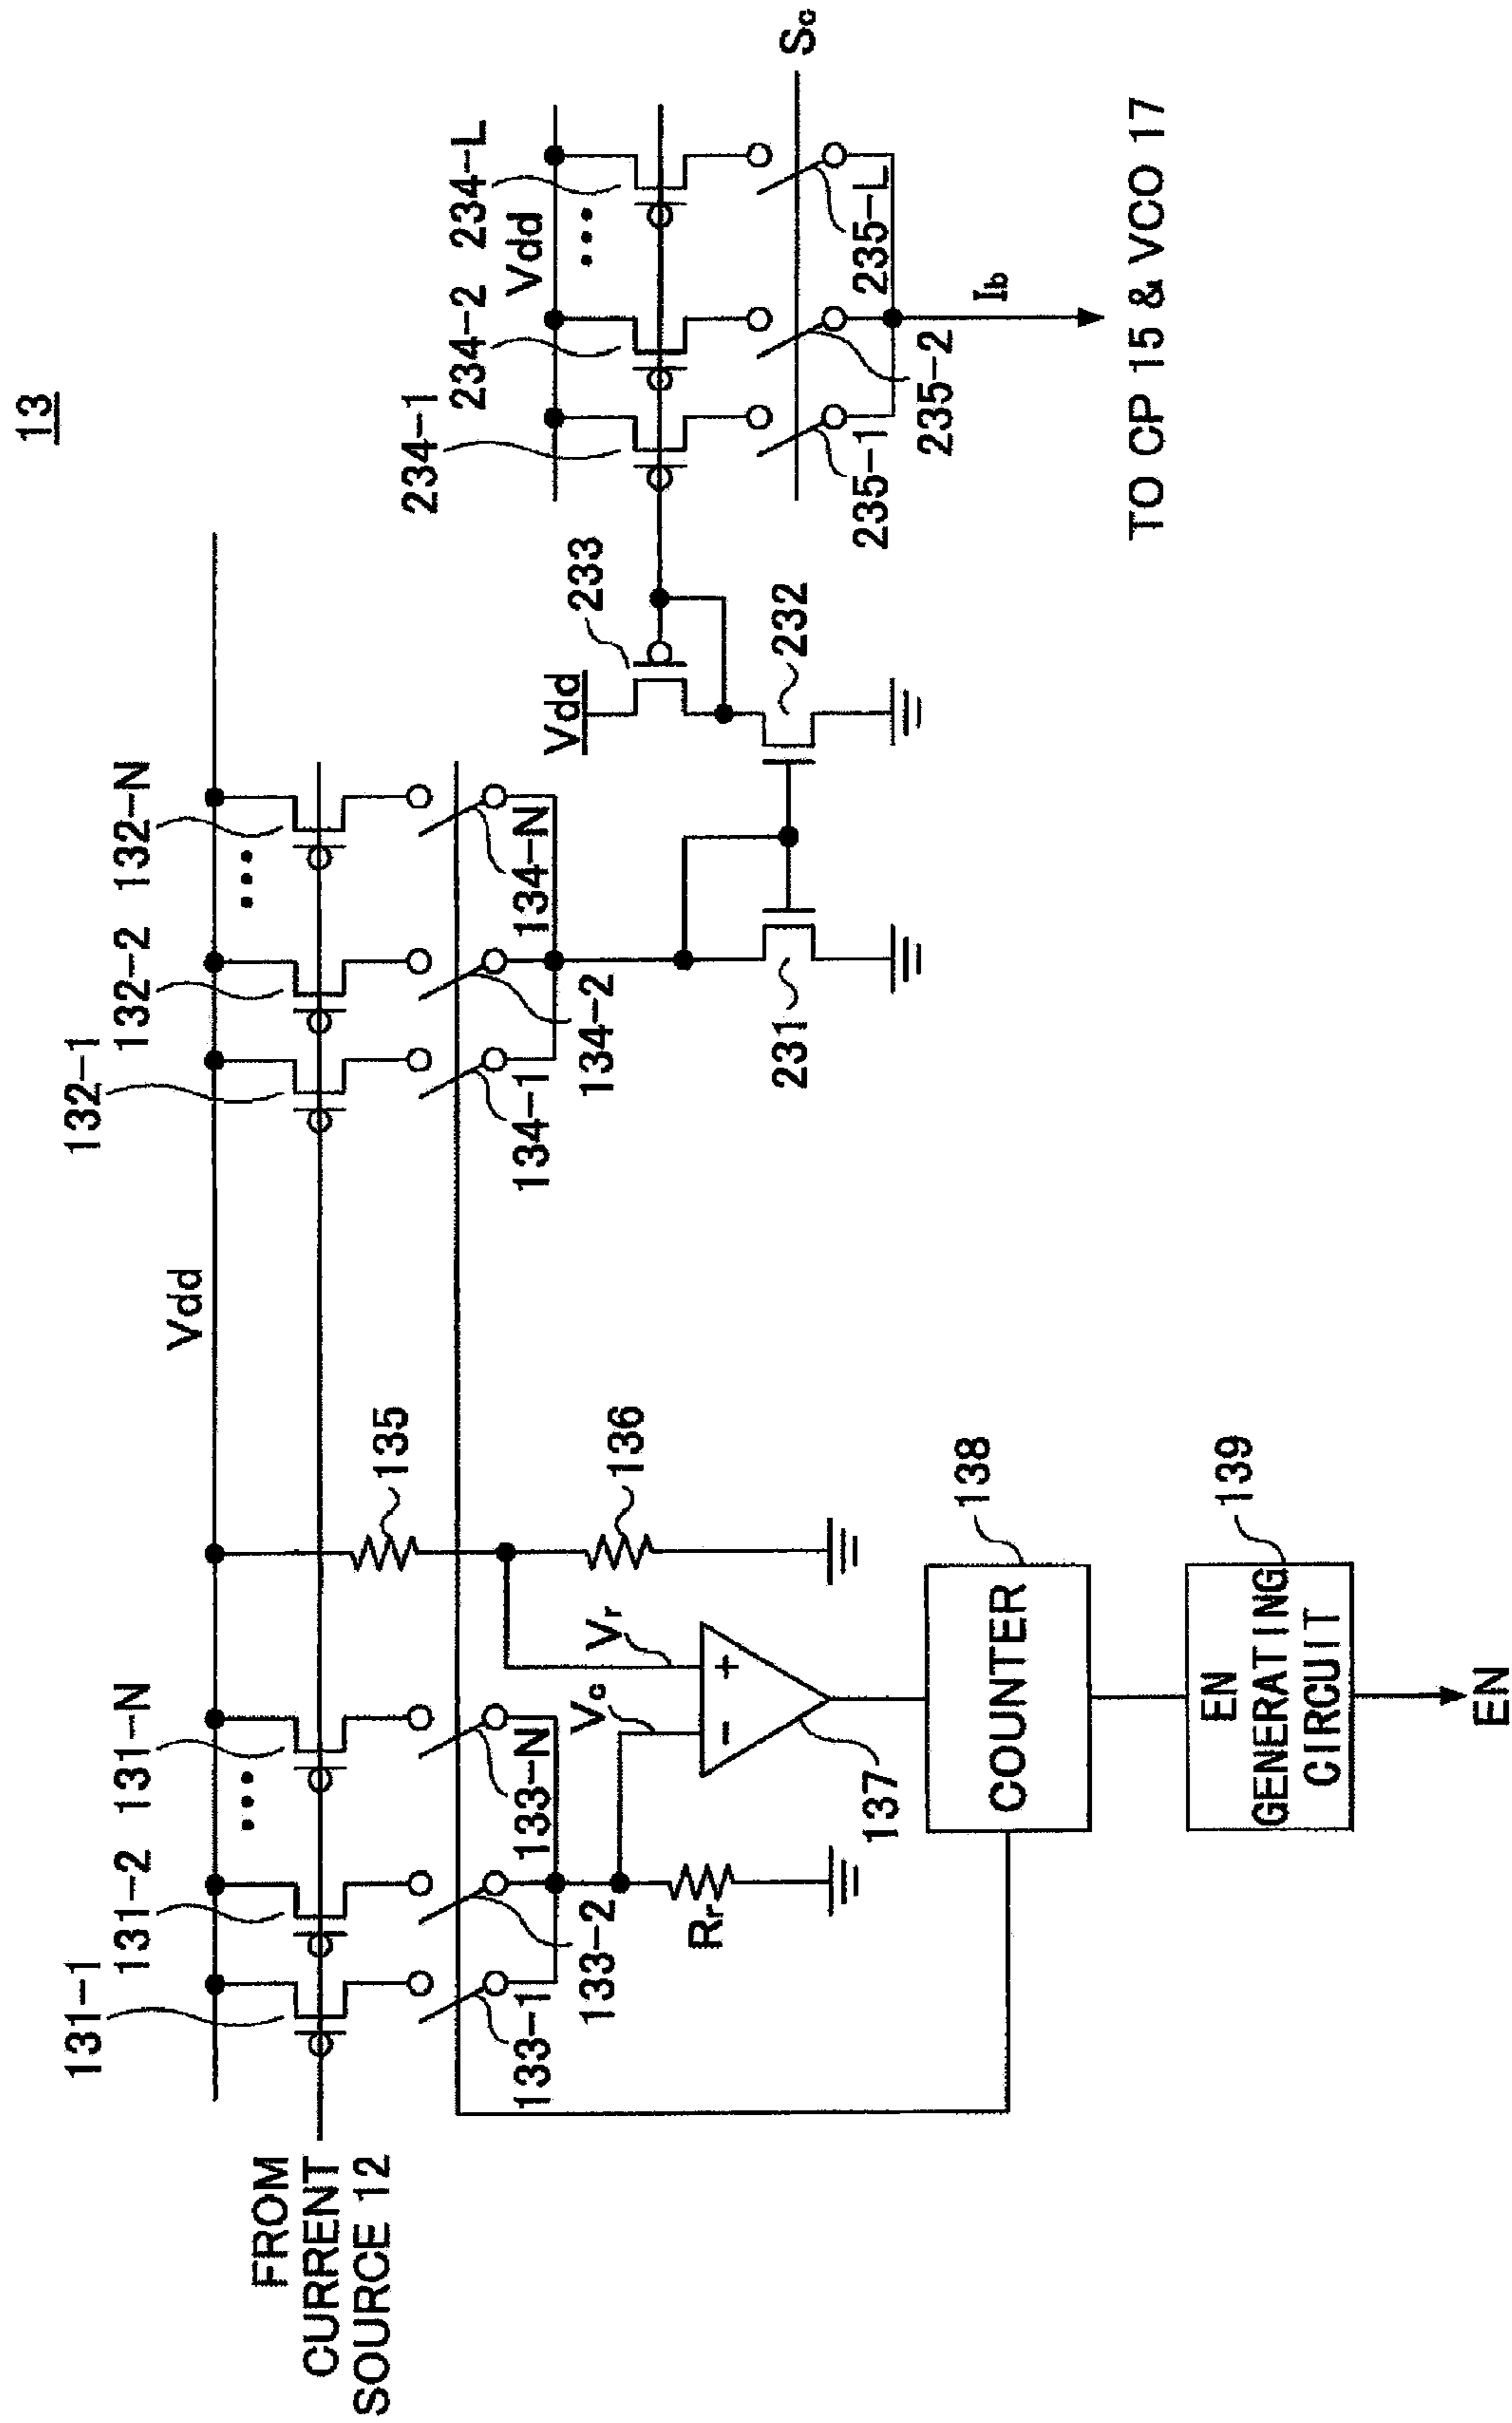 13
FROM
CURRENT
SOURCE 12
131-1
131-2
131-N
Vdd
132-1
132-2
132-N
133-1
133-2
133-N
135
134-1
134-2
134-N
Rr
Vc
Vr
136
137
COUNTER
138
EN
GENERATING
CIRCUIT
139
EN
231
232
Vdd
233
234-1
234-2
Vdd
234-L
Sc
235-1
235-2
235-L
Ib
TO CP 15 & VCO 17